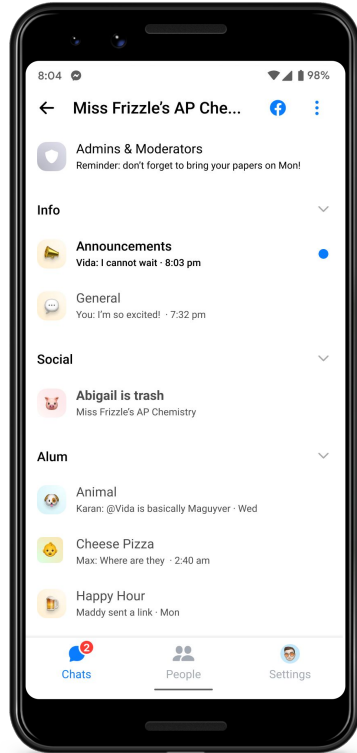 8:04
98%
Miss Frizzle's AP Che...
Admins & Moderators
Reminder: don't forget to bring your papers on Mon!
Info
Announcements
Vida: I cannot wait · 8:03 pm
General
You: I'm so excited! · 7:32 pm
Social
Abigail is trash
Miss Frizzle's AP Chemistry
Alum
Animal
Karan: @Vida is basically Maguyver · Wed
Cheese Pizza
Max: Where are they · 2:40 am
Happy Hour
Maddy sent a link · Mon
2
Chats
People
Settings